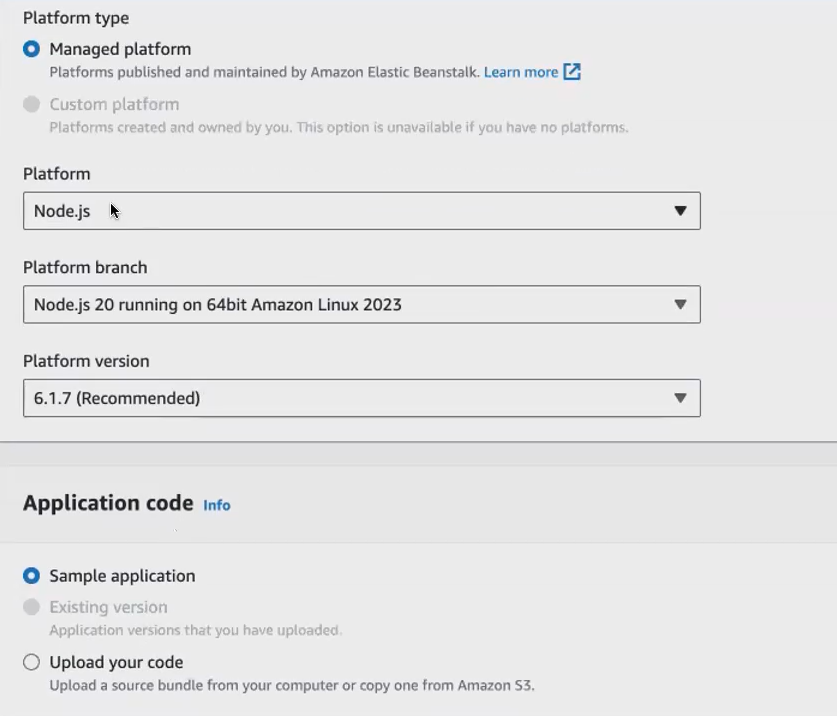 Platform type
Managed platform
Platforms published and maintained by Amazon Elastic Beanstalk. Learn more
Custom platform
Platforms created and owned by you. This option is unavailable if you have no platforms.
Platform
Node.js
Platform branch
Node.js 20 running on 64bit Amazon Linux 2023
Platform version
6.1.7 (Recommended)
Application code Info
Sample application
Existing version
Application versions that you have uploaded.
Upload your code
Upload a source bundle from your computer or copy one from Amazon S3.